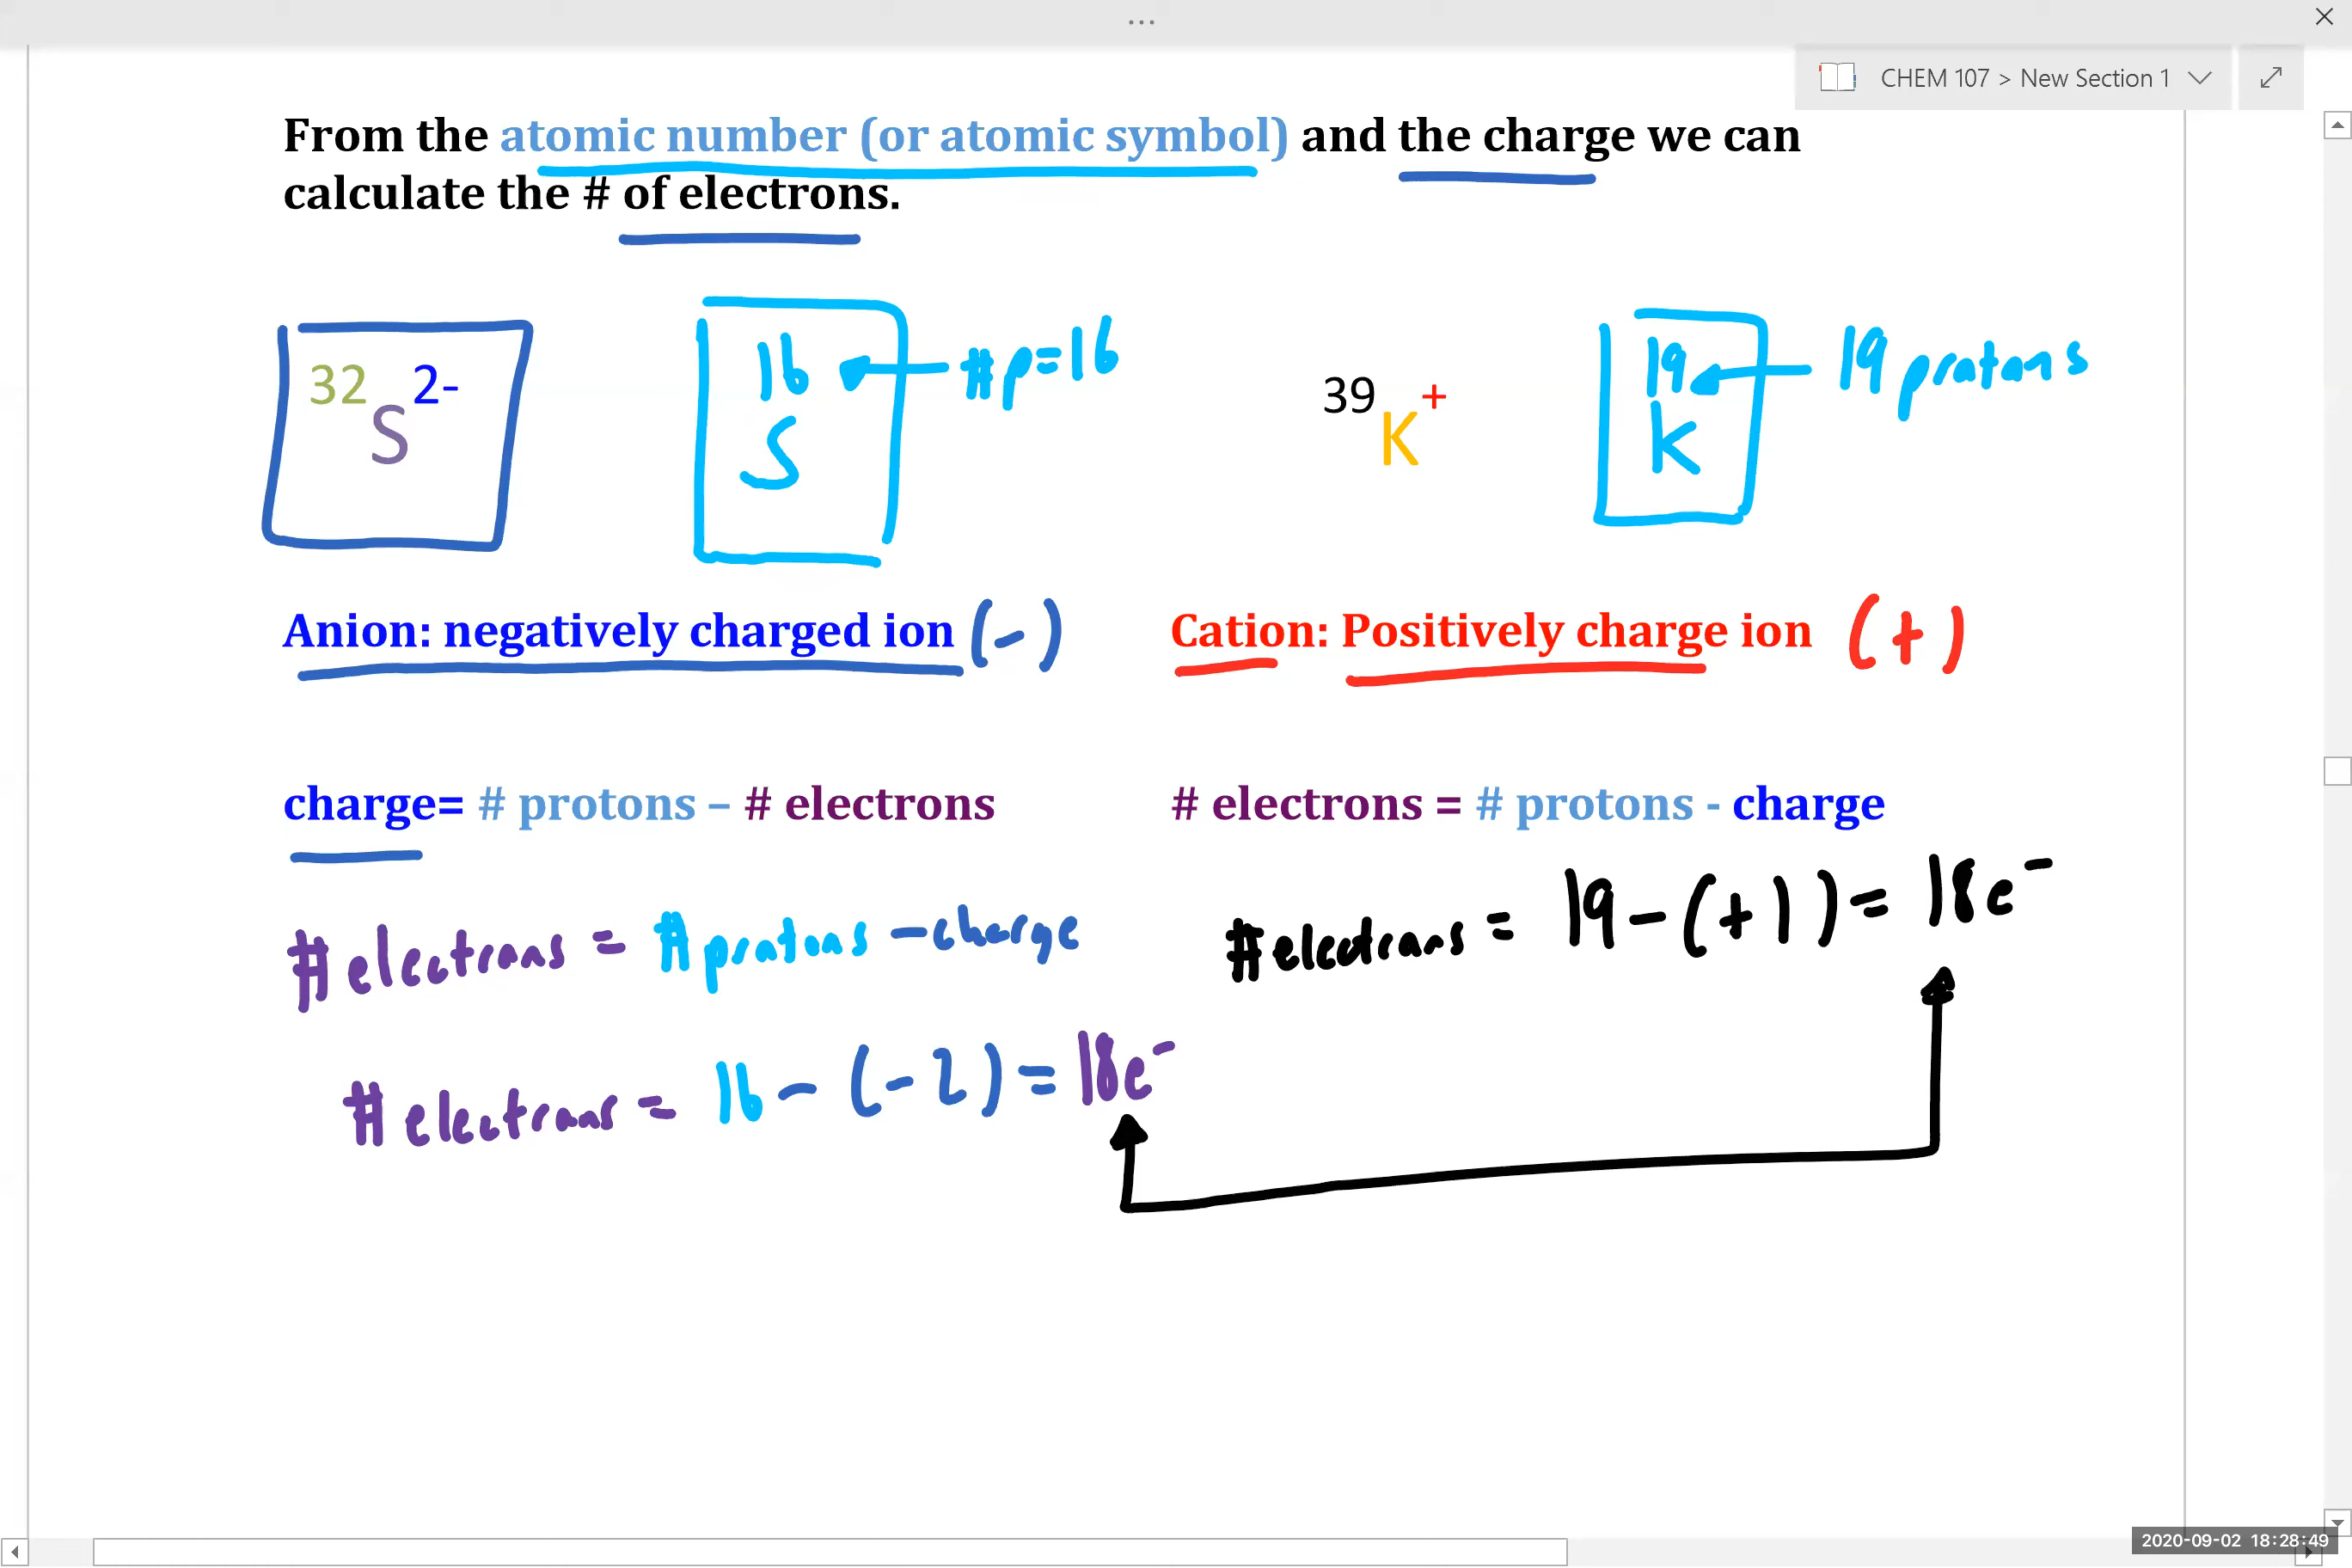 CHEM 107 > New Section 1
From the atomic number (or atomic symbol) and the charge we can
calculate the # of electrons.
32 S 2-
16 S
#p=16
39 K +
19 K
19 protons
Anion: negatively charged ion (-)
Cation: Positively charge ion (+)
charge= # protons – # electrons
# electrons = # protons - charge
#electrons = #protons - charge
#electrons = 19 - (+1) = 18e⁻
#electrons = 16 - (-2) = 18e⁻
2020-09-02 18:28:49